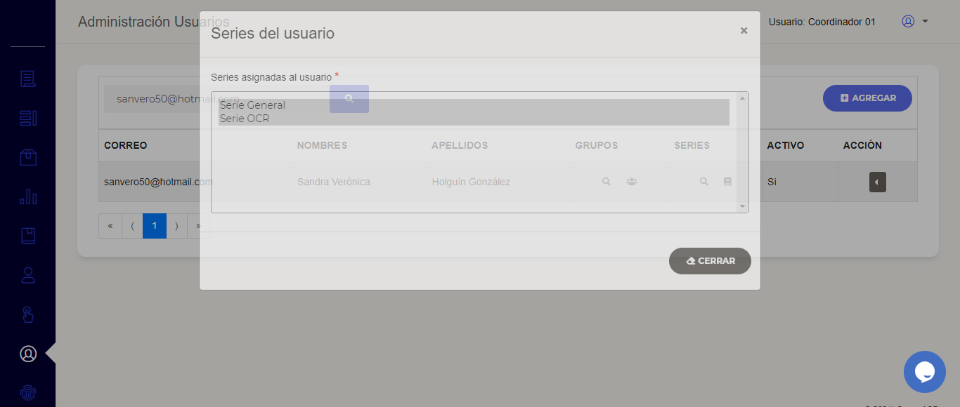 Administración Usuarios
Usuario: Coordinador 01
Series del usuario
×
Series asignadas al usuario *
sanvero50@hotmail.com
Serie General
Serie OCR
AGREGAR
CORREO NOMBRES APELLIDOS GRUPOS SERIES ACTIVO ACCIÓN
sanvero50@hotmail.com Sandra Verónica Holguín González Si
« ⟨ 1 ⟩ »
CERRAR